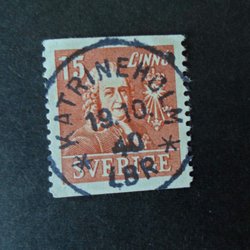 15 LINNÉ
KATRINEHOLM
19.10.
40
LBR
SVERIGE